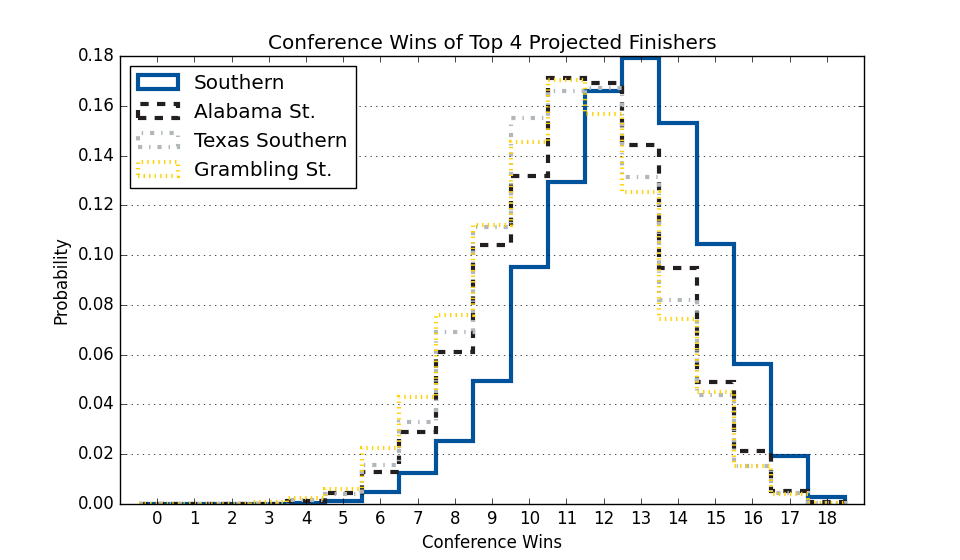 Conference Wins of Top 4 Projected Finishers
Southern
Alabama St.
Texas Southern
Grambling St.
Probability
0.18
0.16
0.14
0.12
0.10
0.08
0.06
0.04
0.02
0.00
0 1 2 3 4 5 6 7 8 9 10 11 12 13 14 15 16 17 18
Conference Wins